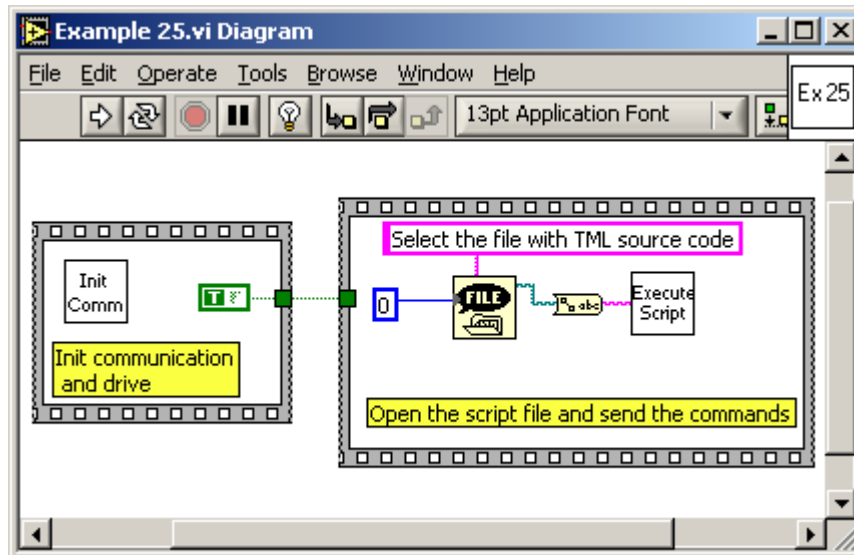 Example 25.vi Diagram
File Edit Operate Tools Browse Window Help
Ex 25
13pt Application Font
Select the file with TML source code
Init
Comm
T F
0
FILE
abc
Execute
Script
Init communication
and drive
Open the script file and send the commands